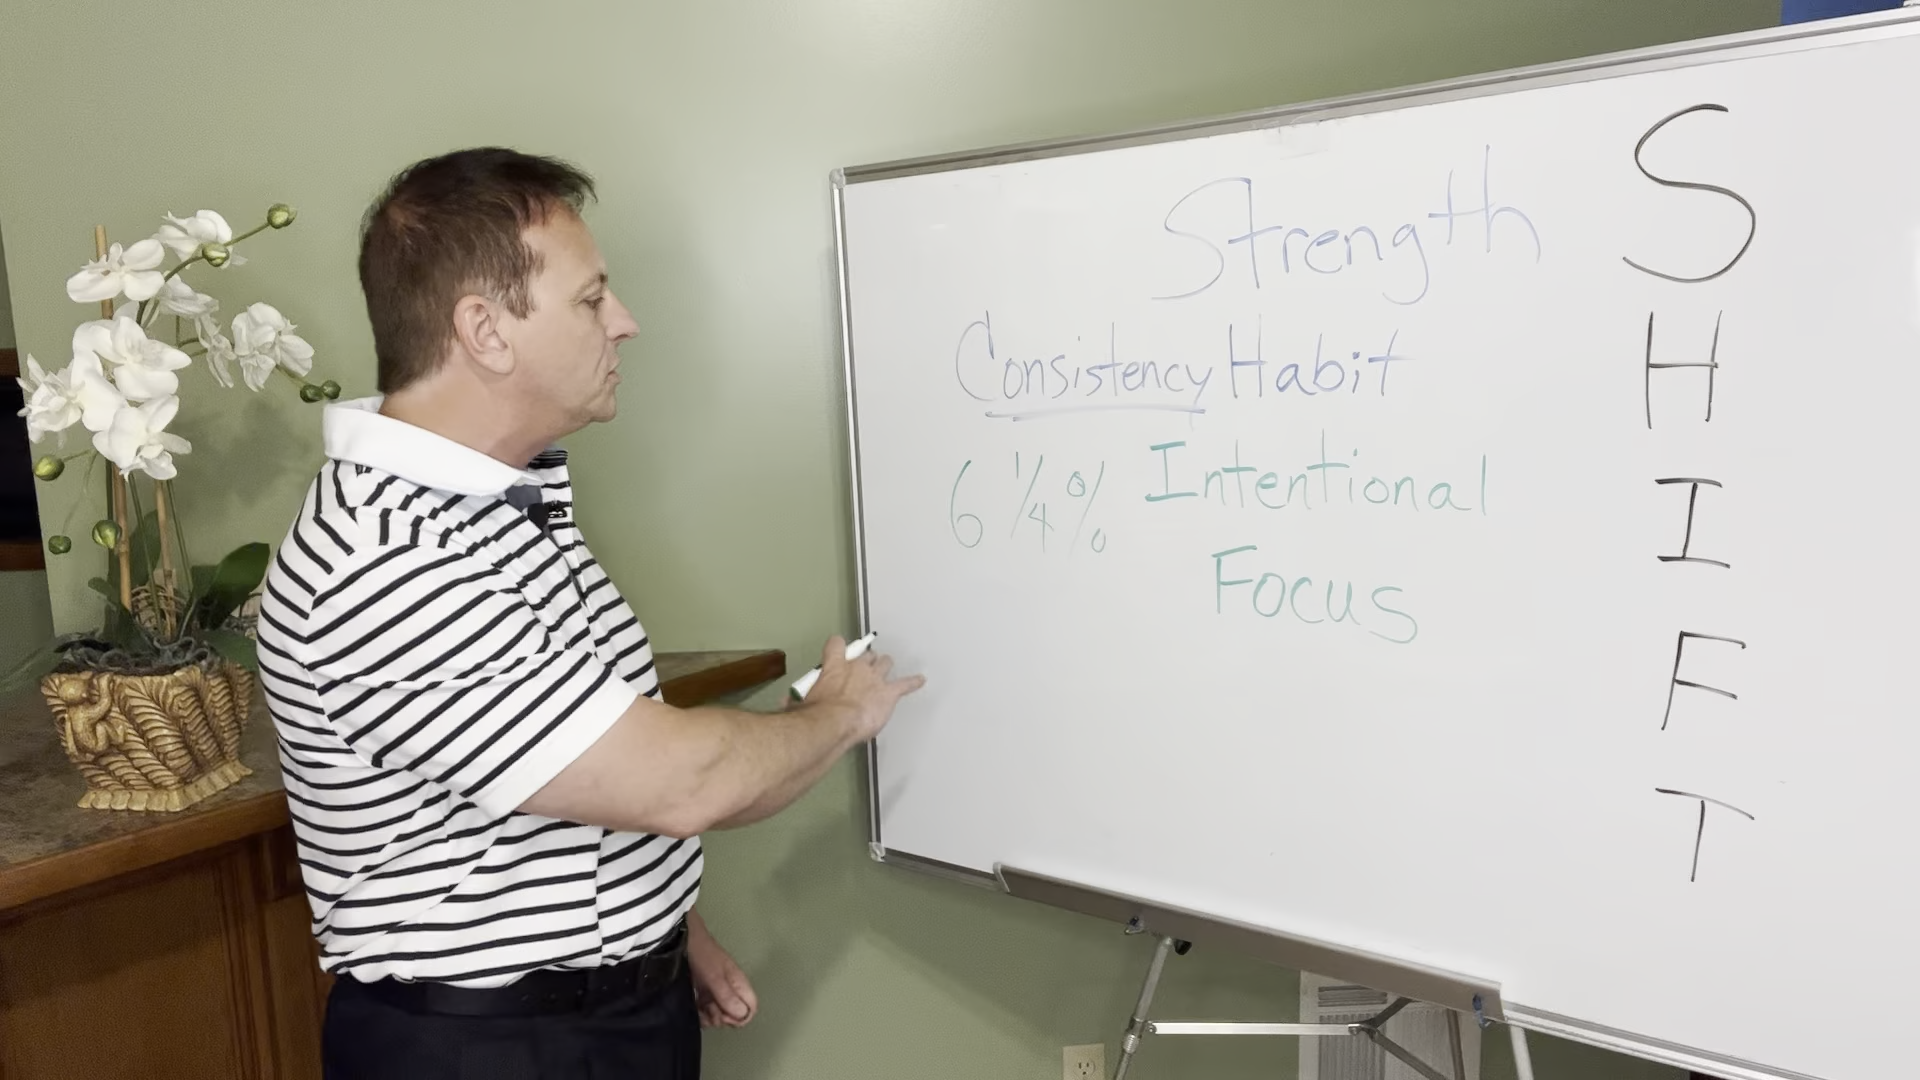 Strength S
Consistency Habit H
6 1/4 % Intentional I
Focus F
T